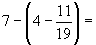 7 − (4 − 11/19) =